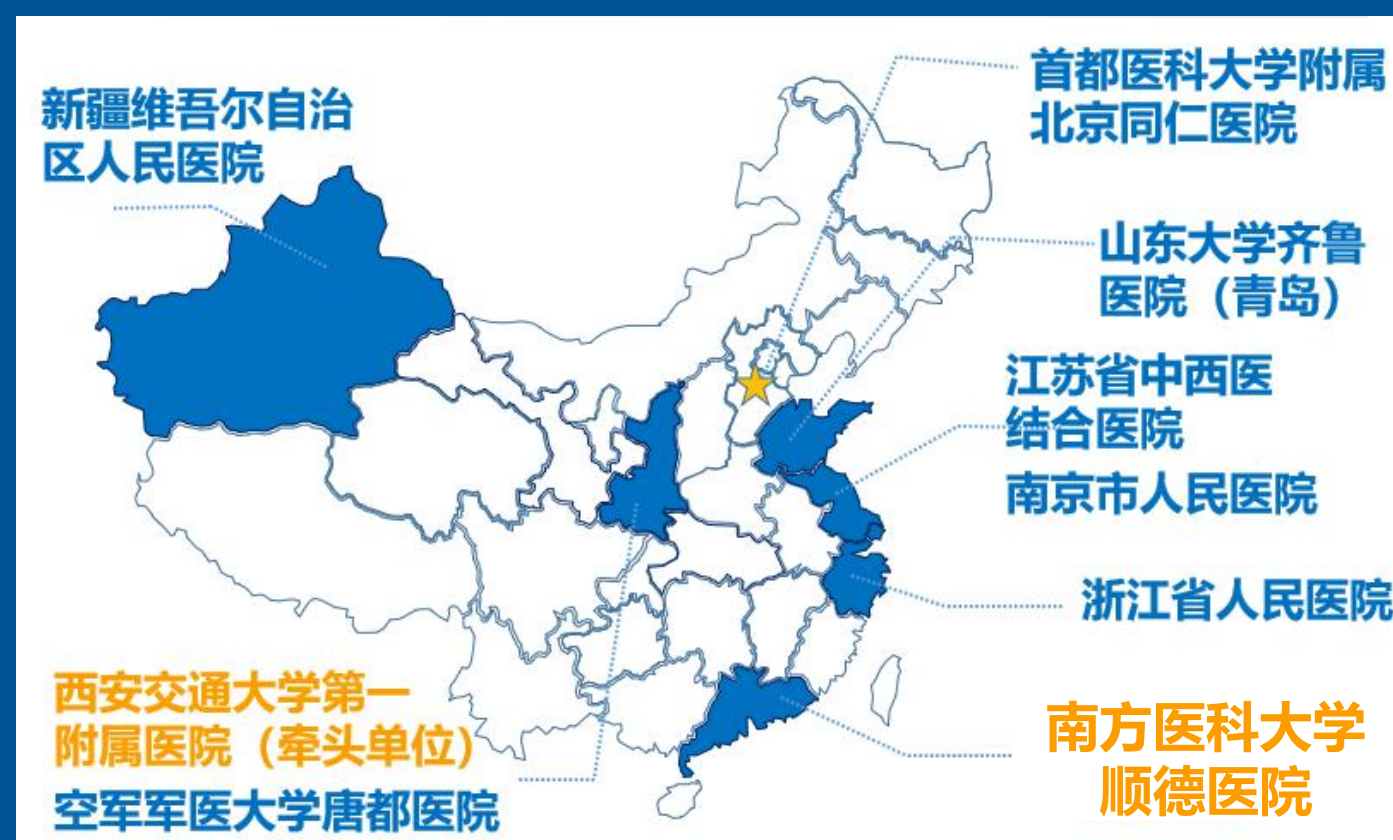 新疆维吾尔自治
区人民医院
首都医科大学附属
北京同仁医院
山东大学齐鲁
医院（青岛）
江苏省中西医
结合医院
南京市人民医院
浙江省人民医院
西安交通大学第一
附属医院（牵头单位）
空军军医大学唐都医院
南方医科大学
顺德医院